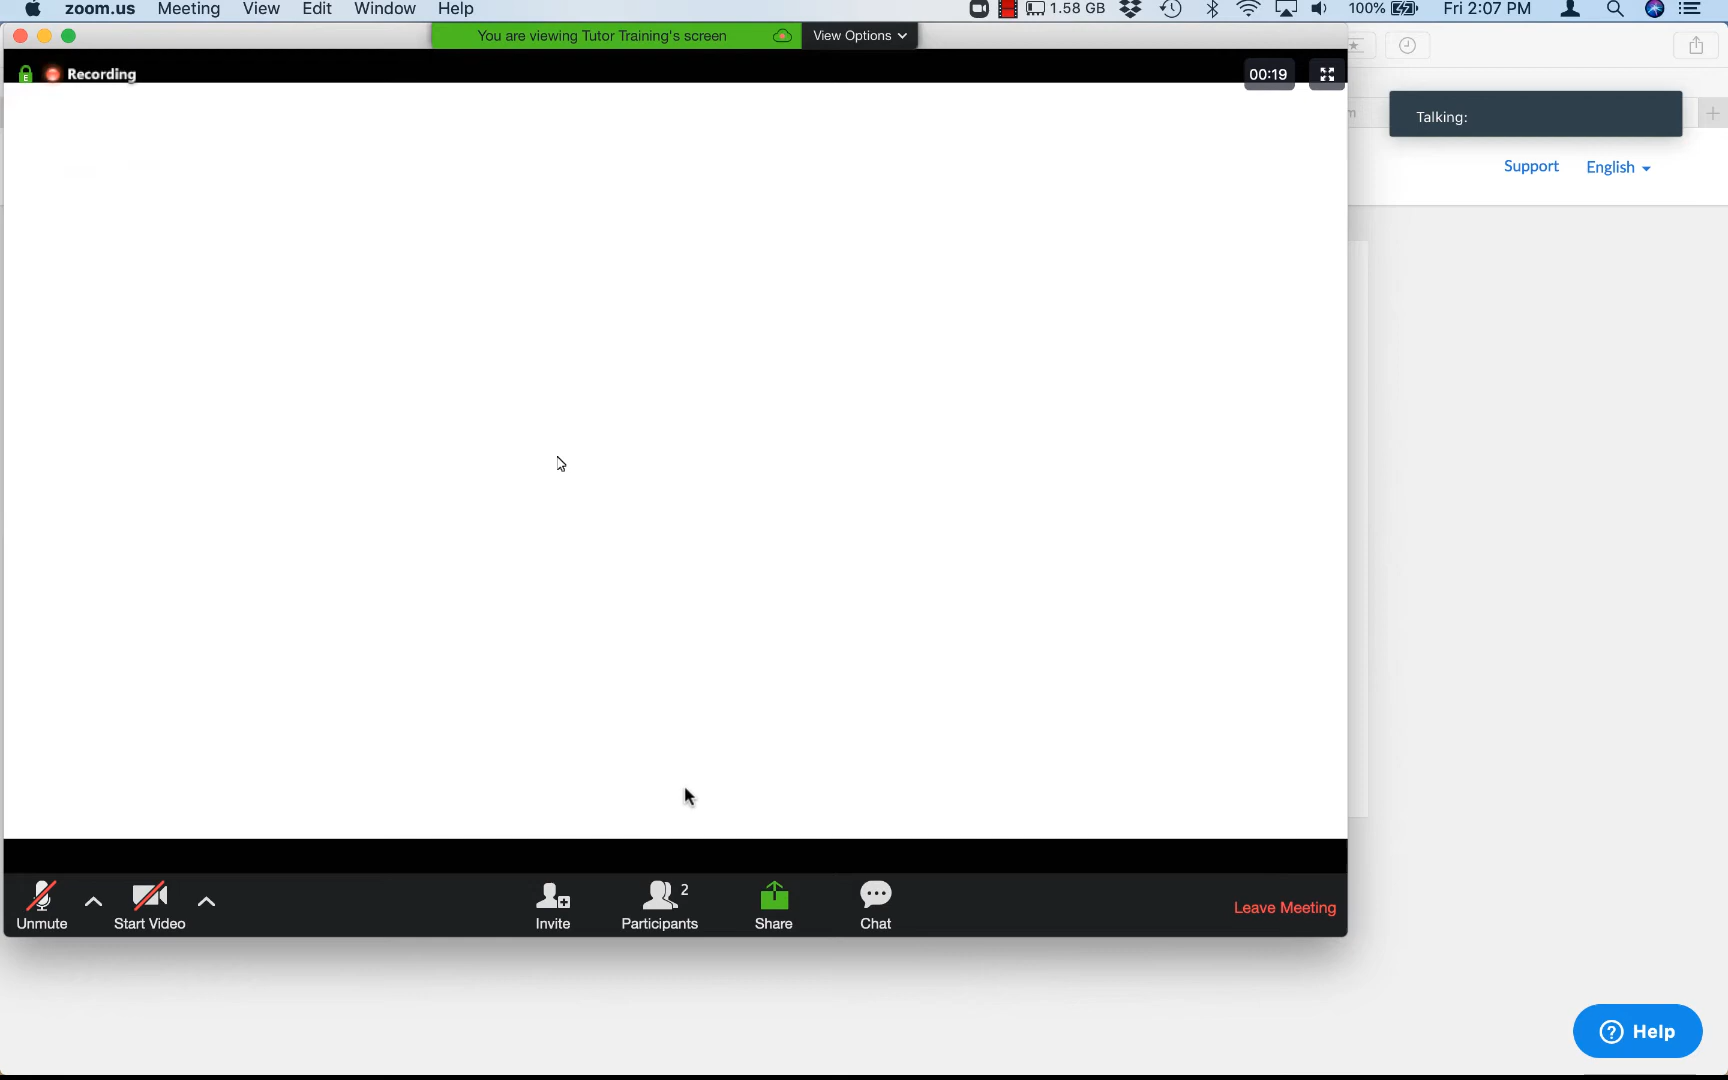 zoom.us Meeting View Edit Window Help 1.58 GB 100% Fri 2:07 PM
You are viewing Tutor Training's screen View Options
Recording 00:19
Talking:
Support English
Unmute Start Video Invite Participants 2 Share Chat Leave Meeting
Help